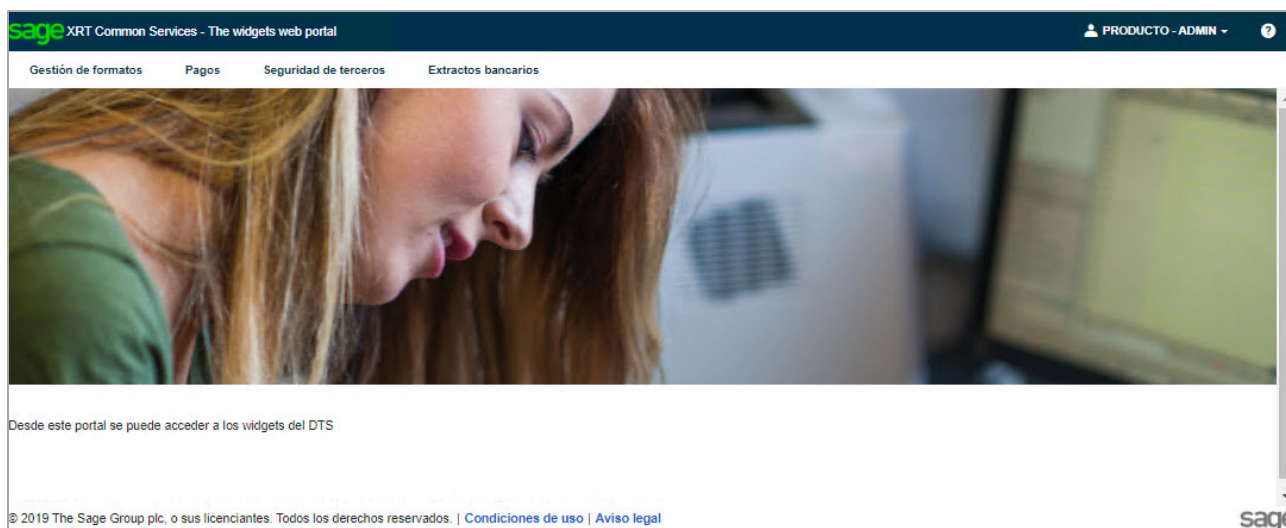 sage XRT Common Services - The widgets web portal
PRODUCTO - ADMIN
?
Gestión de formatos Pagos Seguridad de terceros Extractos bancarios
Desde este portal se puede acceder a los widgets del DTS
© 2019 The Sage Group plc, o sus licenciantes. Todos los derechos reservados. | Condiciones de uso | Aviso legal
sage